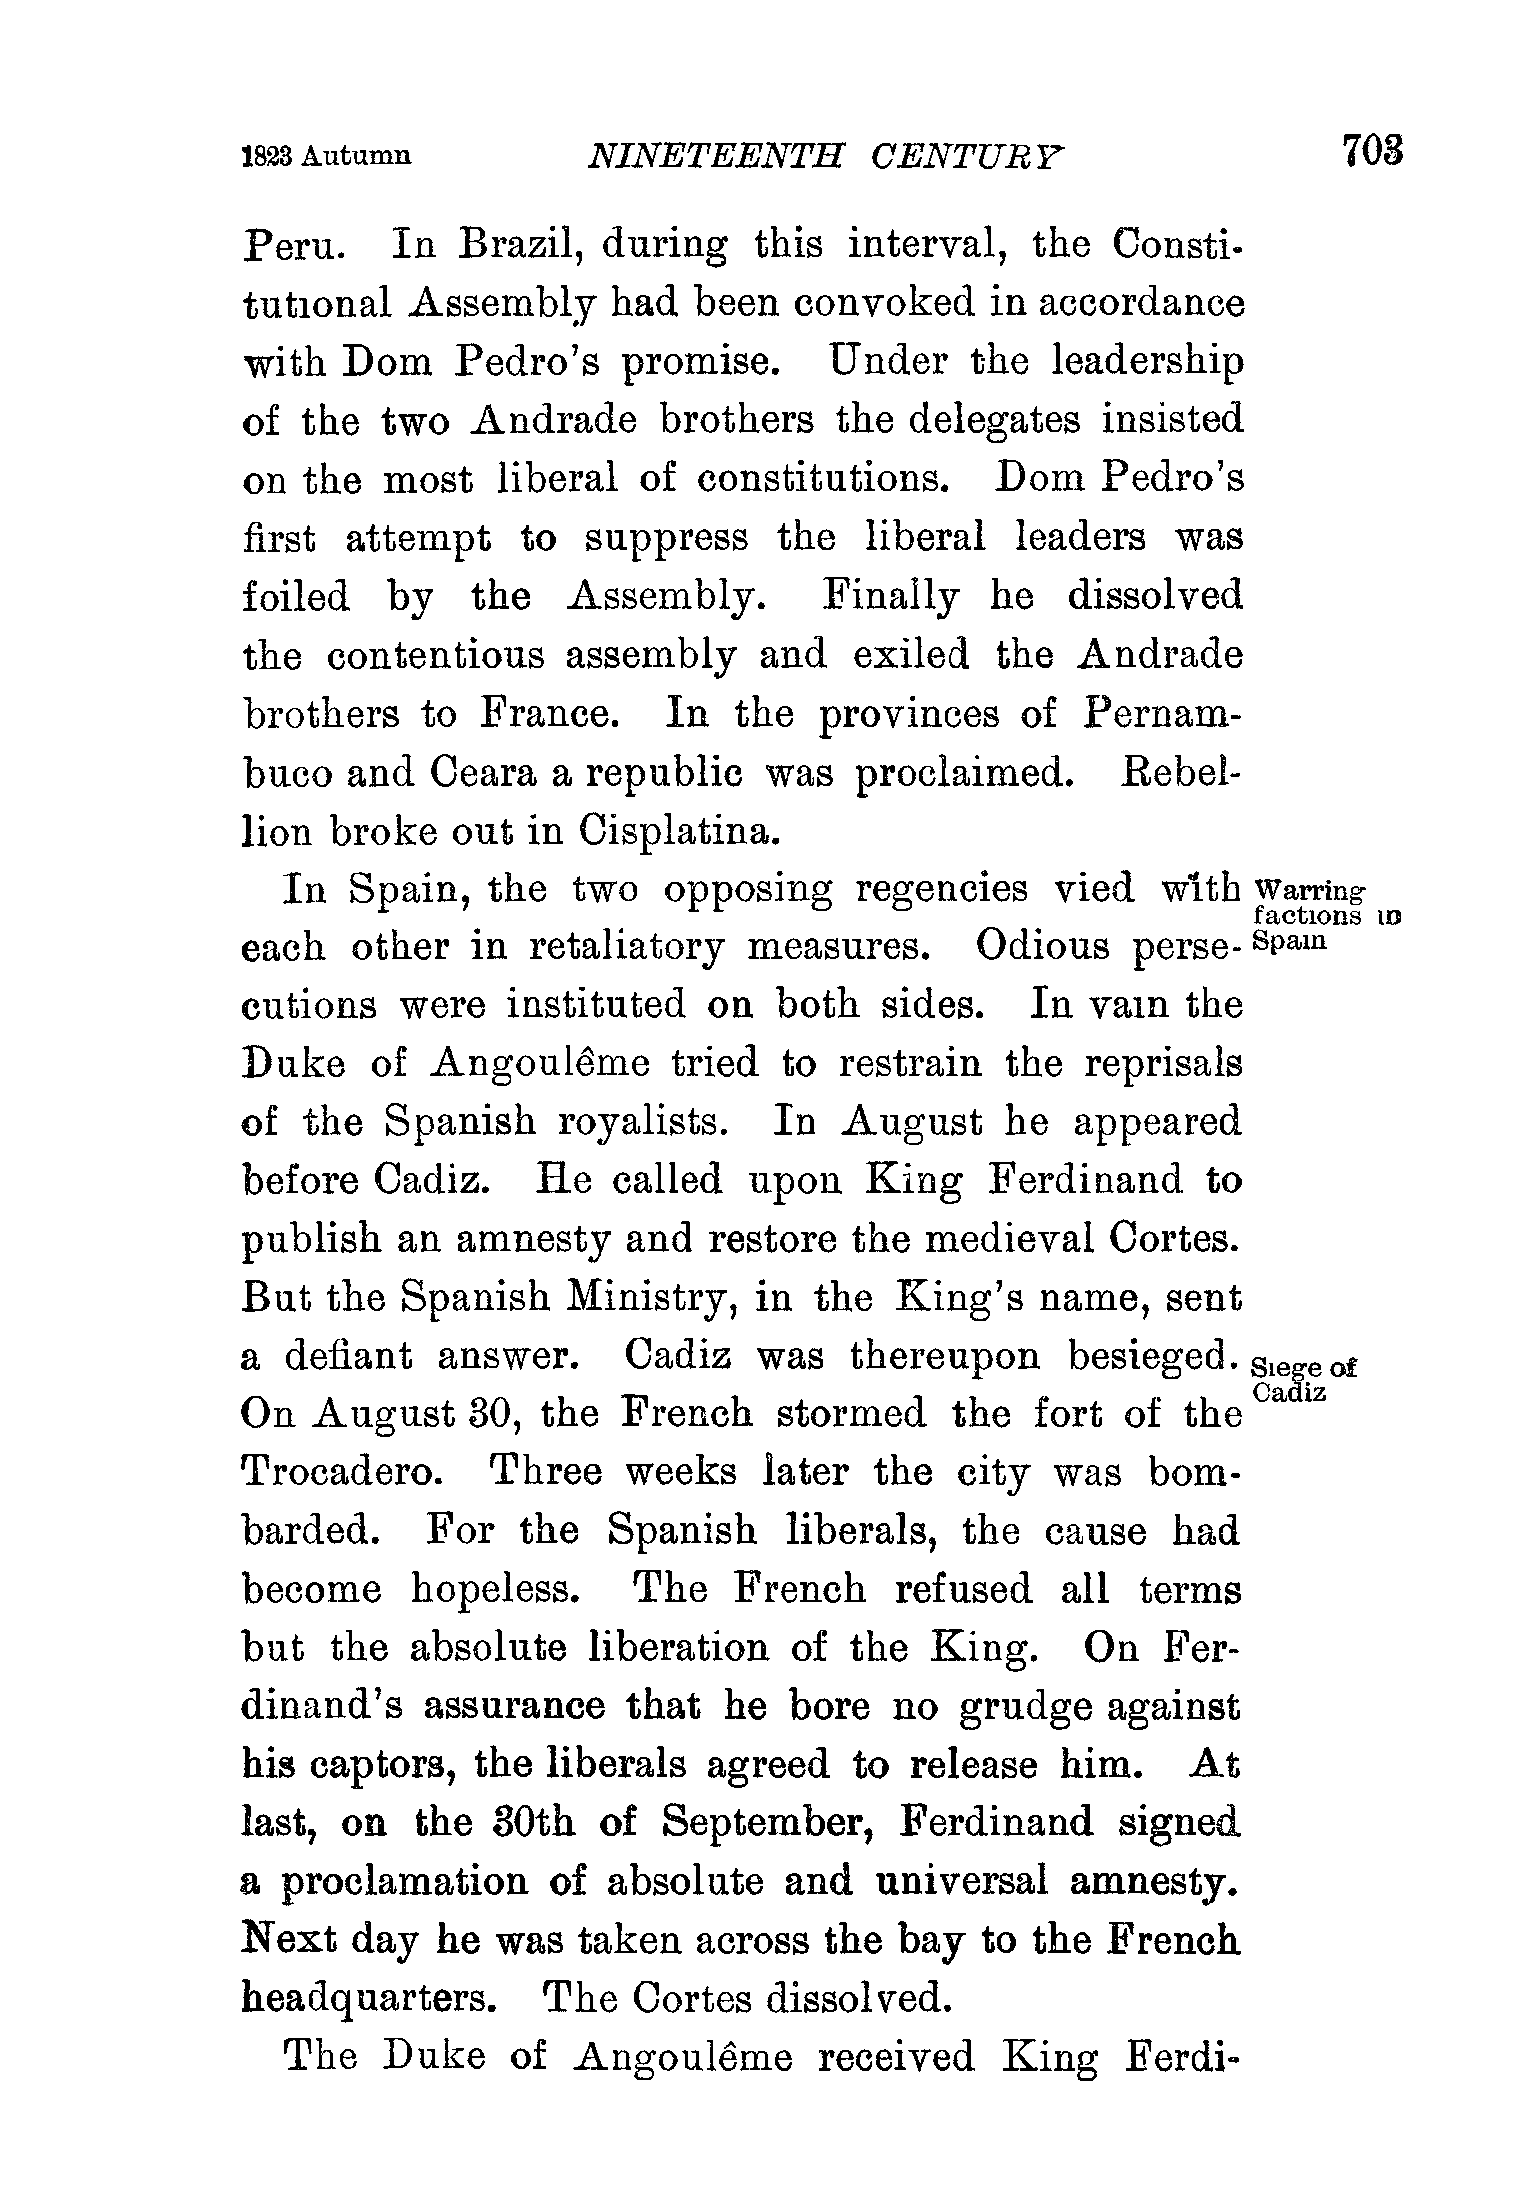 1823 Autumn NINETEENTH CENTURY 703
Peru. In Brazil, during this interval, the Consti-
tutional Assembly had been convoked in accordance
with Dom Pedro's promise. Under the leadership
of the two Andrade brothers the delegates insisted
on the most liberal of constitutions. Dom Pedro's
first attempt to suppress the liberal leaders was
foiled by the Assembly. Finally he dissolved
the contentious assembly and exiled the Andrade
brothers to France. In the provinces of Pernam-
buco and Ceara a republic was proclaimed. Rebel-
lion broke out in Cisplatina.
In Spain, the two opposing regencies vied with
Warring
factions in
Spain
each other in retaliatory measures. Odious perse-
cutions were instituted on both sides. In vain the
Duke of Angoulême tried to restrain the reprisals
of the Spanish royalists. In August he appeared
before Cadiz. He called upon King Ferdinand to
publish an amnesty and restore the medieval Cortes.
But the Spanish Ministry, in the King's name, sent
a defiant answer. Cadiz was thereupon besieged.
Siege of
Cadiz
On August 30, the French stormed the fort of the
Trocadero. Three weeks later the city was bom-
barded. For the Spanish liberals, the cause had
become hopeless. The French refused all terms
but the absolute liberation of the King. On Fer-
dinand's assurance that he bore no grudge against
his captors, the liberals agreed to release him. At
last, on the 30th of September, Ferdinand signed
a proclamation of absolute and universal amnesty.
Next day he was taken across the bay to the French
headquarters. The Cortes dissolved.
The Duke of Angoulême received King Ferdi-